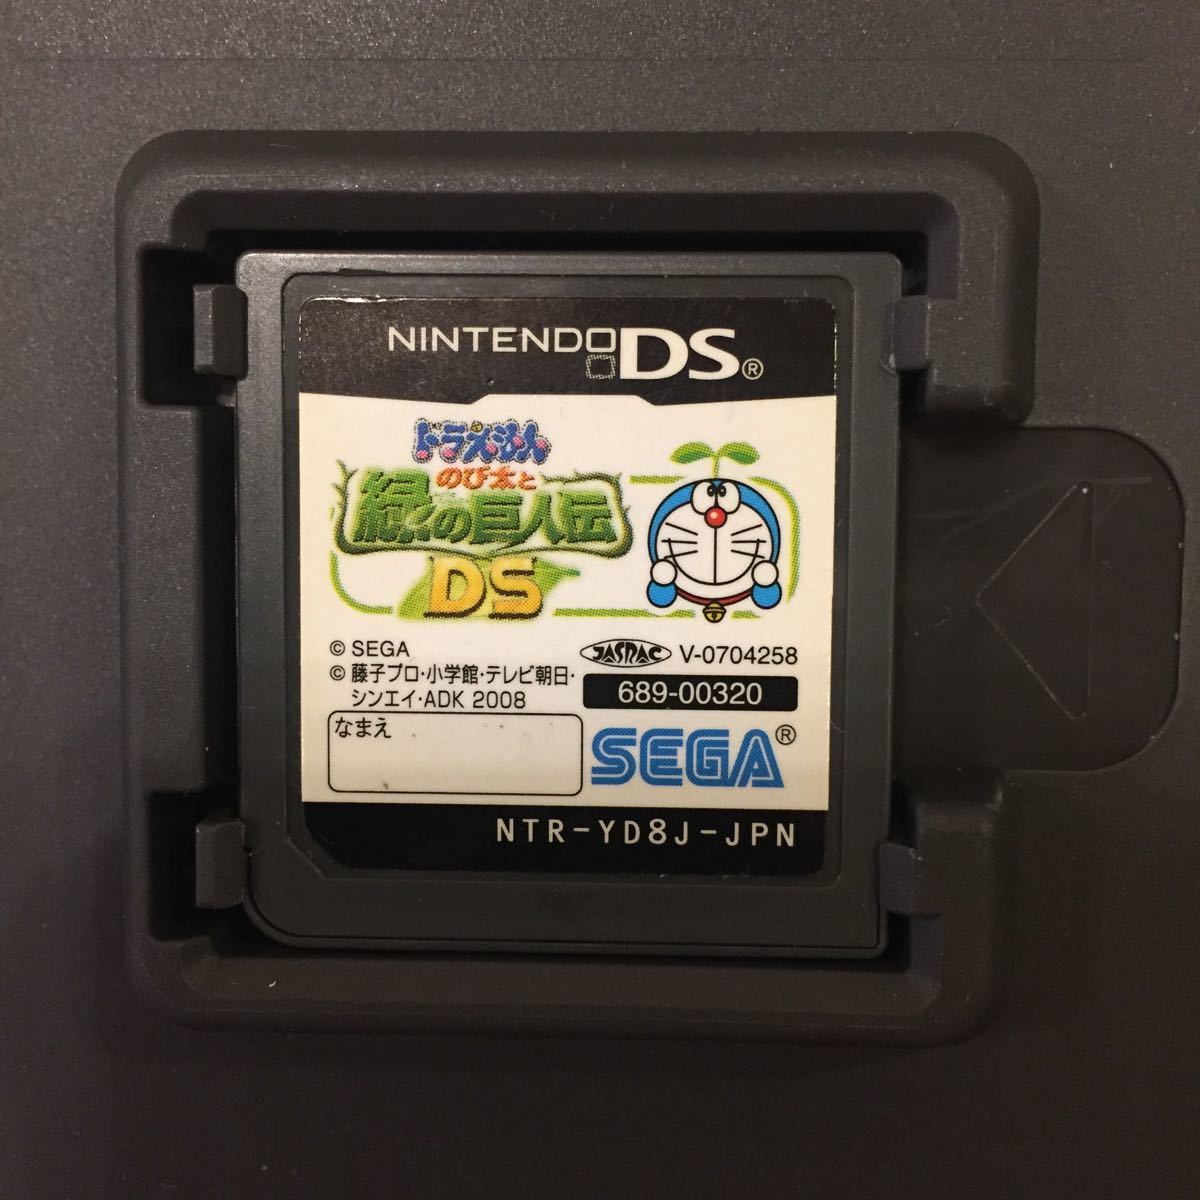 NINTENDO DS®
ドラえもん
のび太と
緑の巨人伝
DS
© SEGA
© 藤子プロ・小学館・テレビ朝日・
シンエイ・ADK 2008
JASRAC V-0704258
689-00320
なまえ
SEGA®
NTR-YD8J-JPN